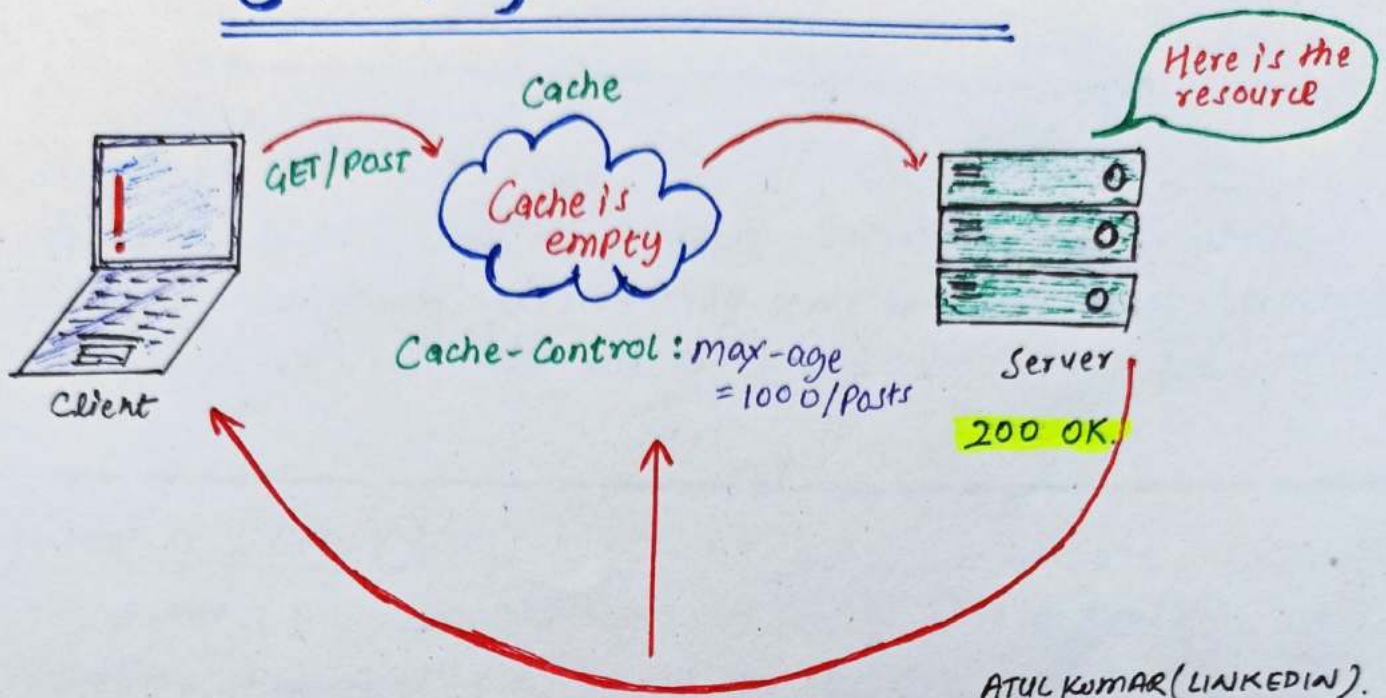 Cache
Here is the
resource
GET/POST
Cache is
empty
Cache-Control: max-age
= 1000/Posts
Client
Server
200 OK.
ATUL KUMAR (LINKEDIN).